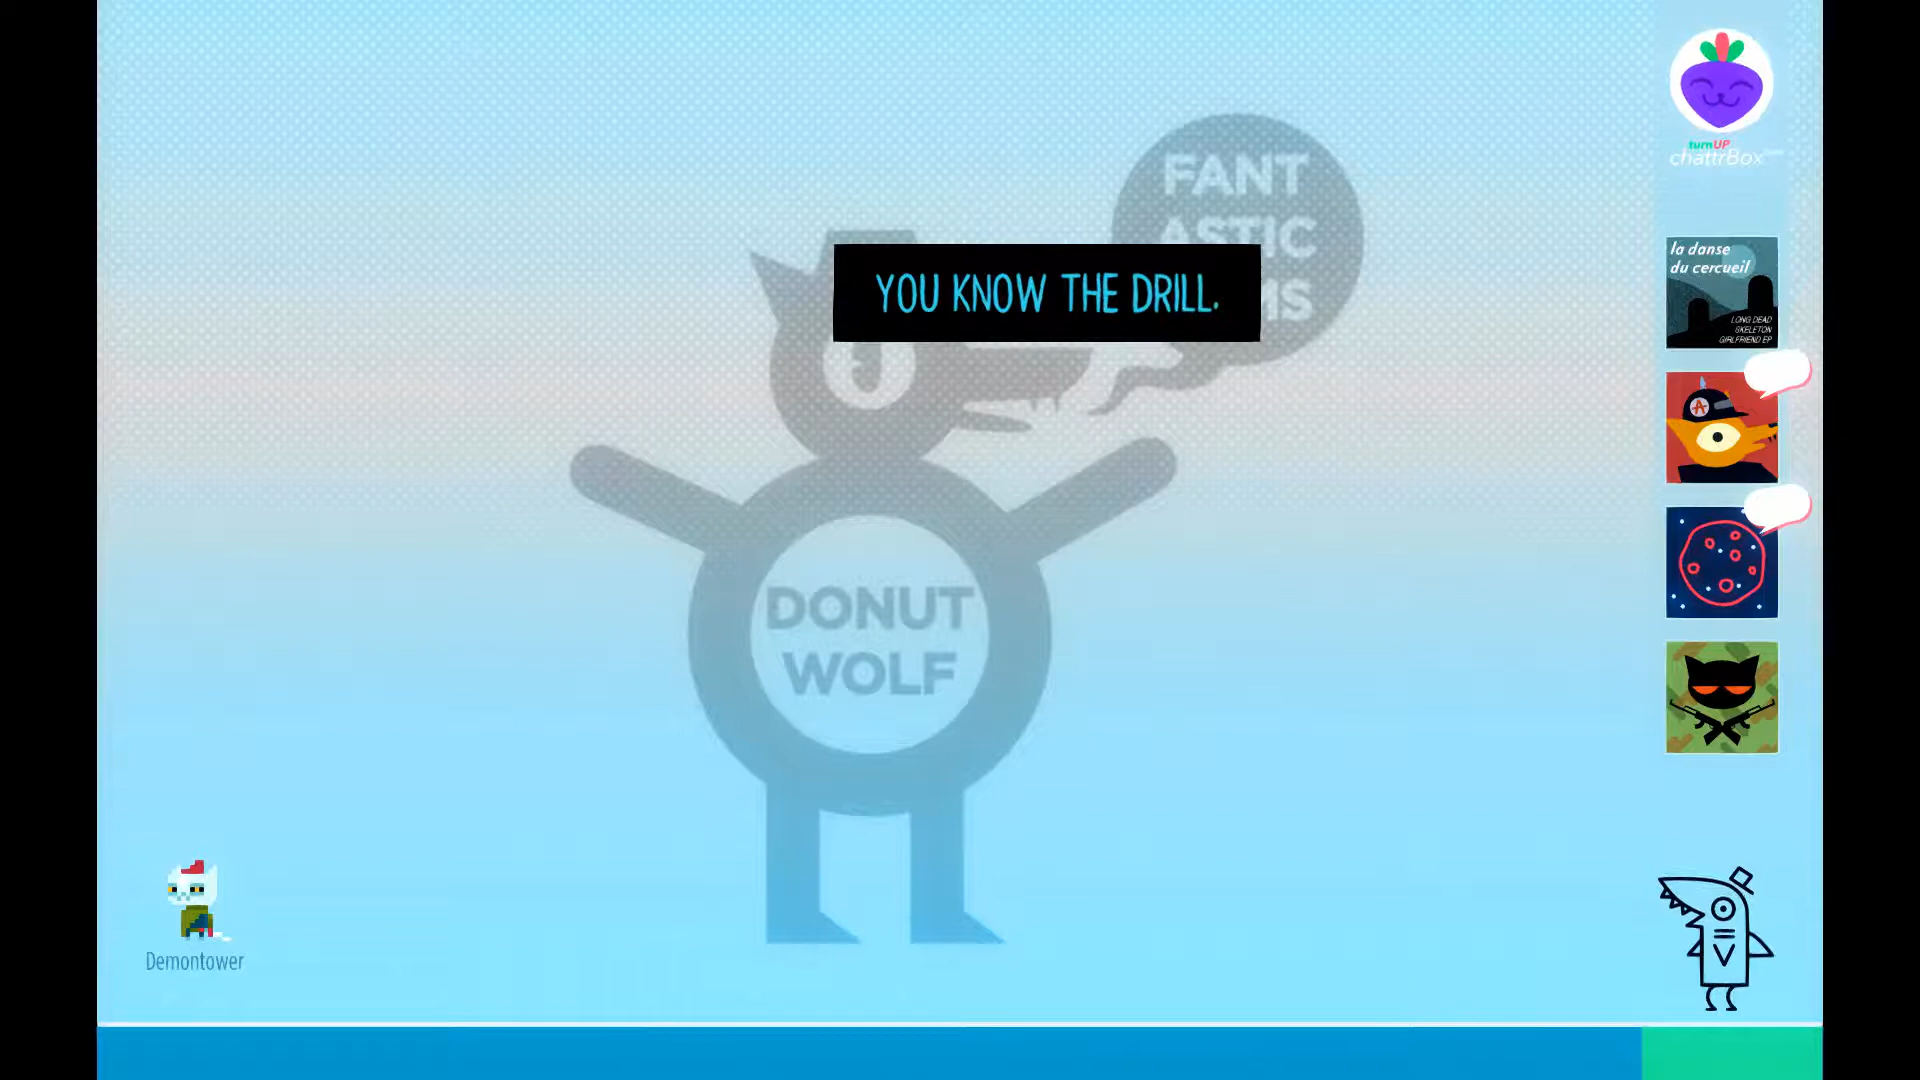 FANT
ASTIC
YOU KNOW THE DRILL.
DONUT
WOLF
turnUP
chattrBox
la danse
du cercueil
LONG DEAD
SKELETON
GIRLFRIEND EP
A
Demontower